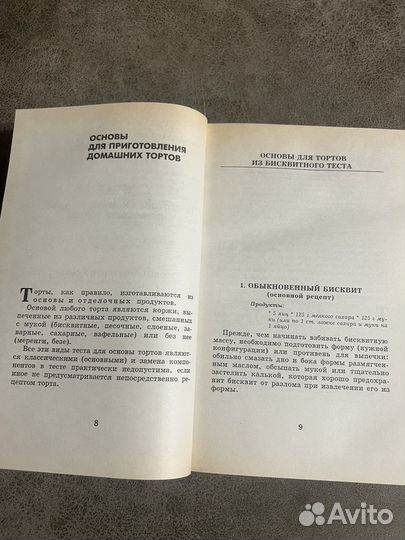 ОСНОВЫ
ДЛЯ ПРИГОТОВЛЕНИЯ
ДОМАШНИХ ТОРТОВ
Торты, как правило, изготавливаются из
основы и отделочных продуктов.
Основой любого торта являются коржи, вы-
печенные из различных продуктов, смешанных
с мукой (бисквитные, песочные, слоеные, за-
варные, сахарные, вафельные) или без нее
(меренги, безе).
Все эти виды теста для основы тортов являют-
ся классическими (основными) и замена компо-
нентов в тесте практически недопустима, если
иное не предусматривается непосредственно ре-
цептом торта.
8
ОСНОВЫ ДЛЯ ТОРТОВ
ИЗ БИСКВИТНОГО ТЕСТА
1. ОБЫКНОВЕННЫЙ БИСКВИТ
(основной рецепт)
Продукты:
* 5 яиц * 125 г мелкого сахара * 125 г му-
ки (или по 1 ст. ложке сахара и муки на
1 яйцо)
Прежде, чем начинать взбивать бисквитную
массу, необходимо подготовить форму (нужной
конфигурации) или противень для выпечки:
обильно смазать дно и бока формы размягчен-
ным маслом, обсыпать мукой или тщательно
застелить калькой, которая хорошо предохра-
нит бисквит от разлома при извлечении его из
формы.
9
Avito